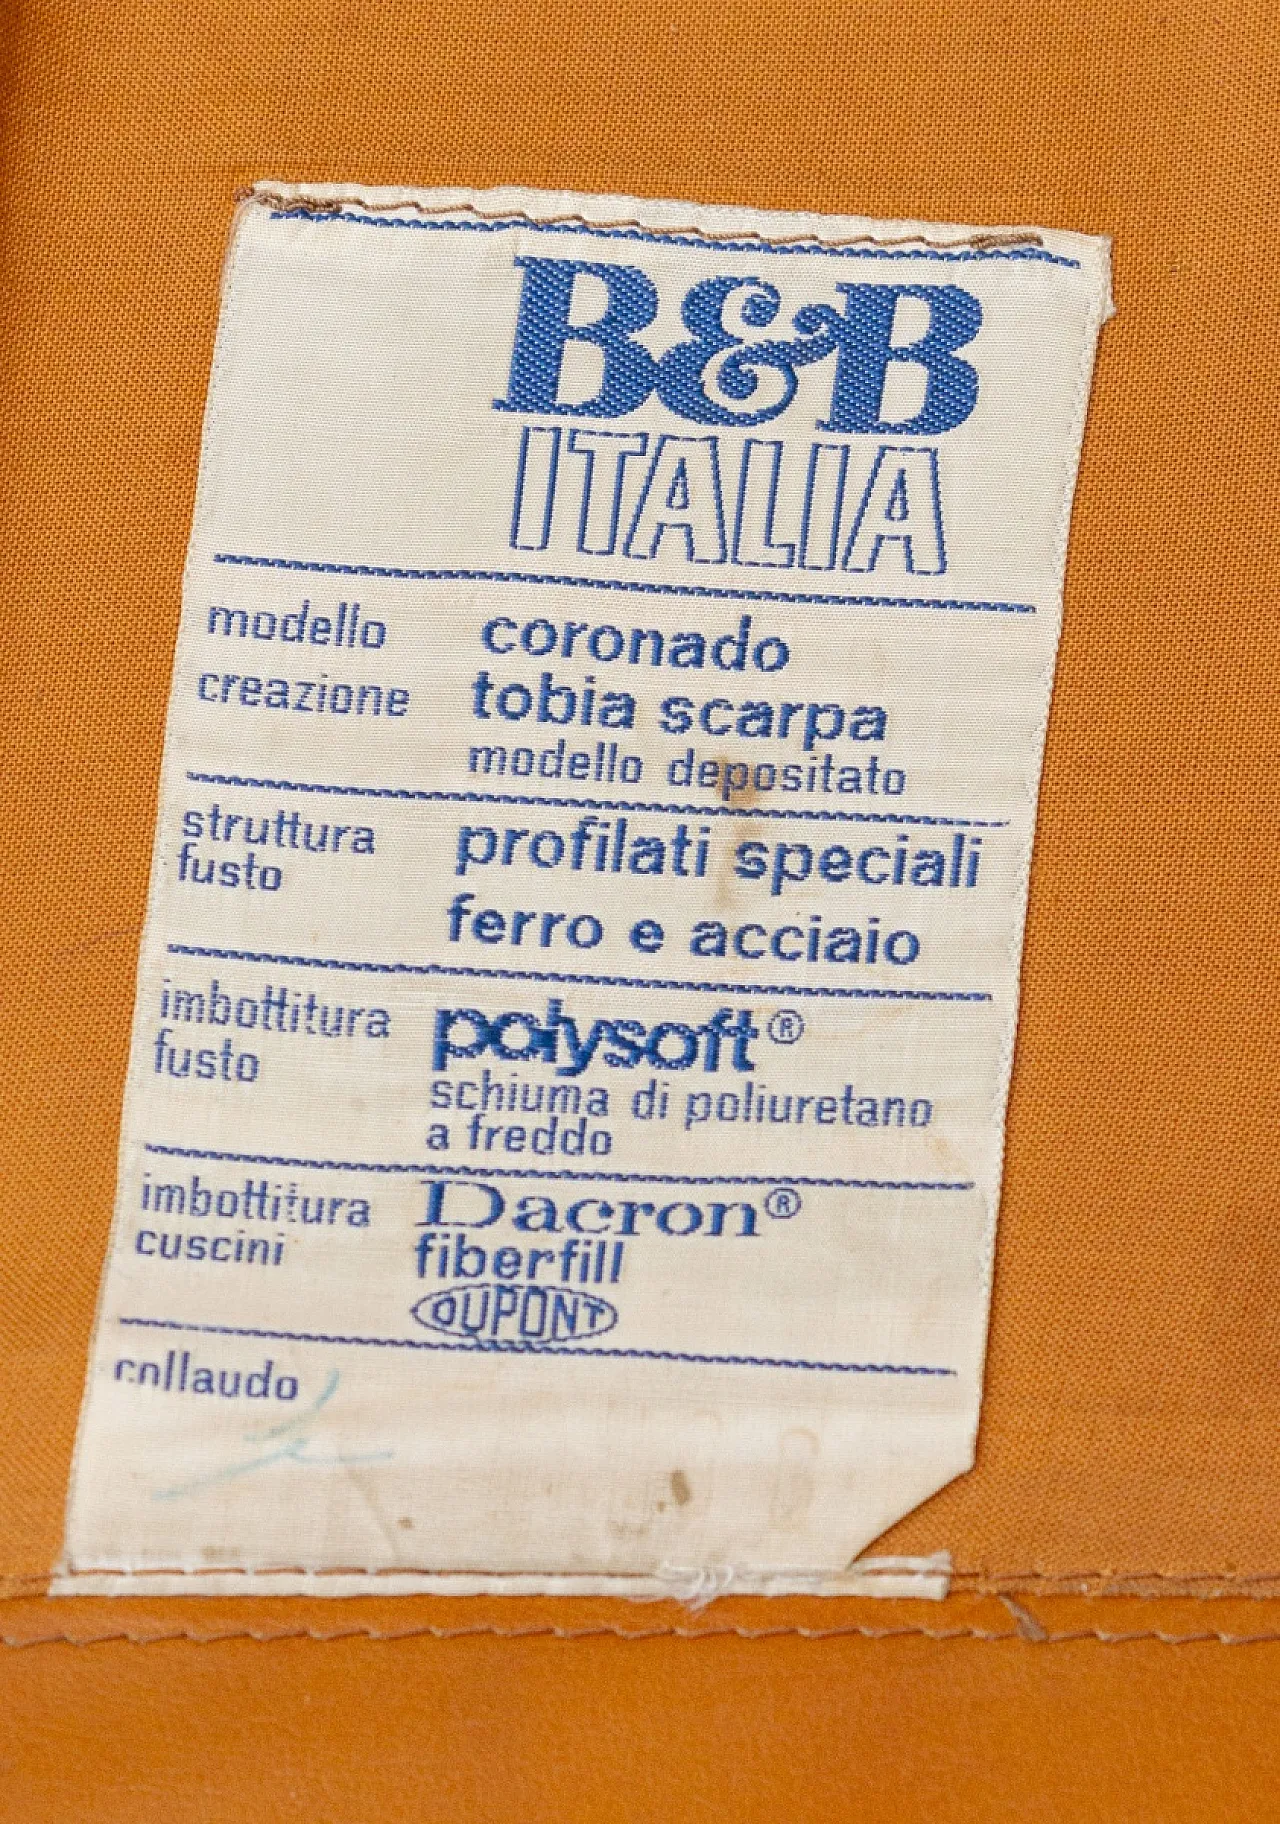 B&B
ITALIA
modello coronado
creazione tobia scarpa
modello depositato
struttura fusto profilati speciali
ferro e acciaio
imbottitura fusto polysoft®
schiuma di poliuretano
a freddo
imbottitura cuscini Dacron®
fiberfill
DUPONT
collaudo